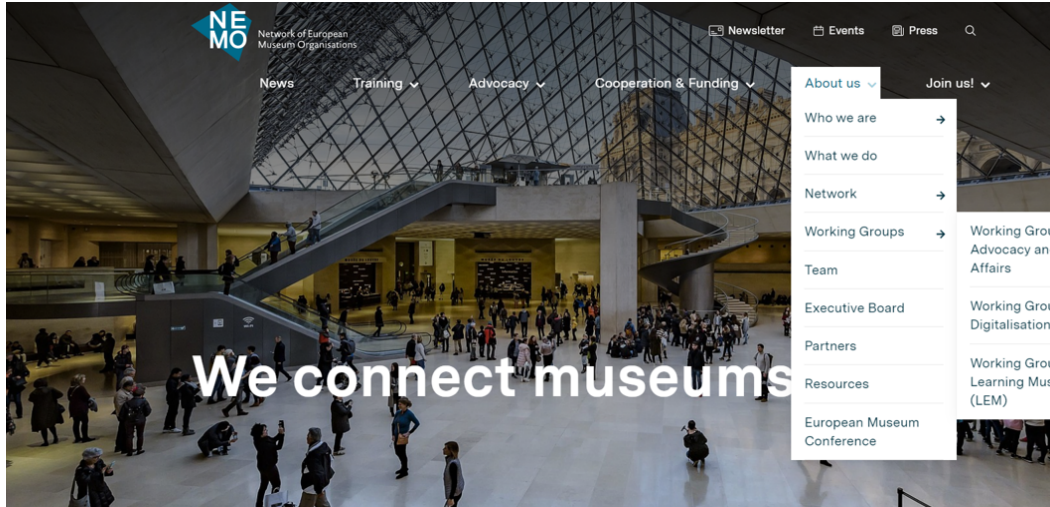 NE
MO
Network of European
Museum Organisations
Newsletter
Events
Press
News
Training
Advocacy
Cooperation & Funding
About us
Join us!
Who we are
What we do
Network
Working Groups
Team
Executive Board
Partners
Resources
European Museum
Conference
Working Grou
Advocacy an
Affairs
Working Grou
Digitalisation
Working Grou
Learning Mus
(LEM)
We connect museums